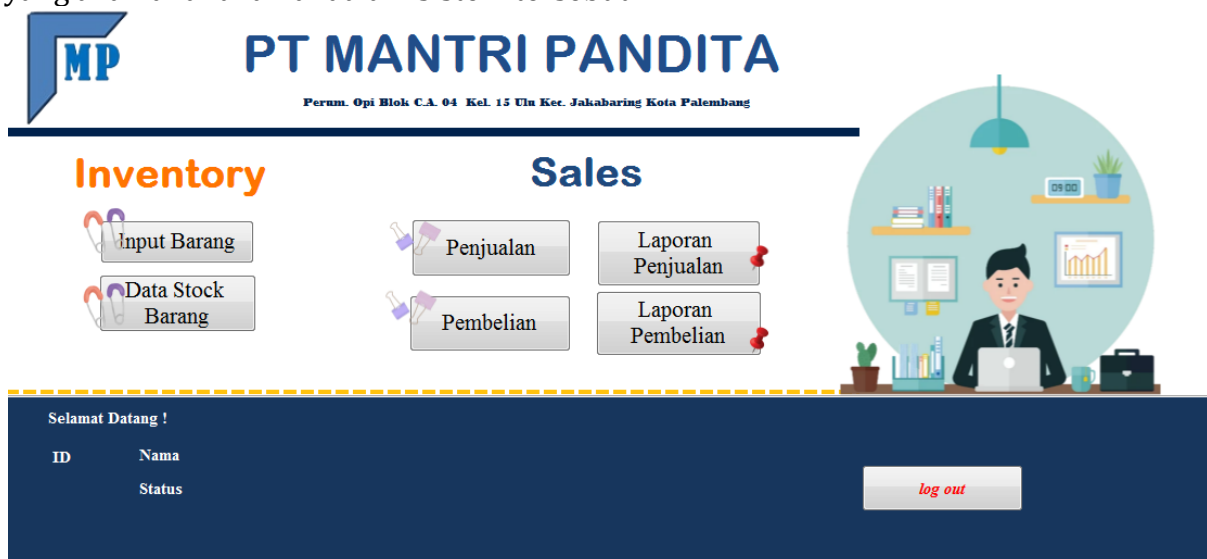 MP
PT MANTRI PANDITA
Perum. Opi Blok C.A. 04 Kel. 15 Ulu Kec. Jakabaring Kota Palembang
Inventory
Sales
Input Barang
Data Stock
Barang
Penjualan
Laporan
Penjualan
Pembelian
Laporan
Pembelian
09:00
Selamat Datang !
ID
Nama
Status
log out